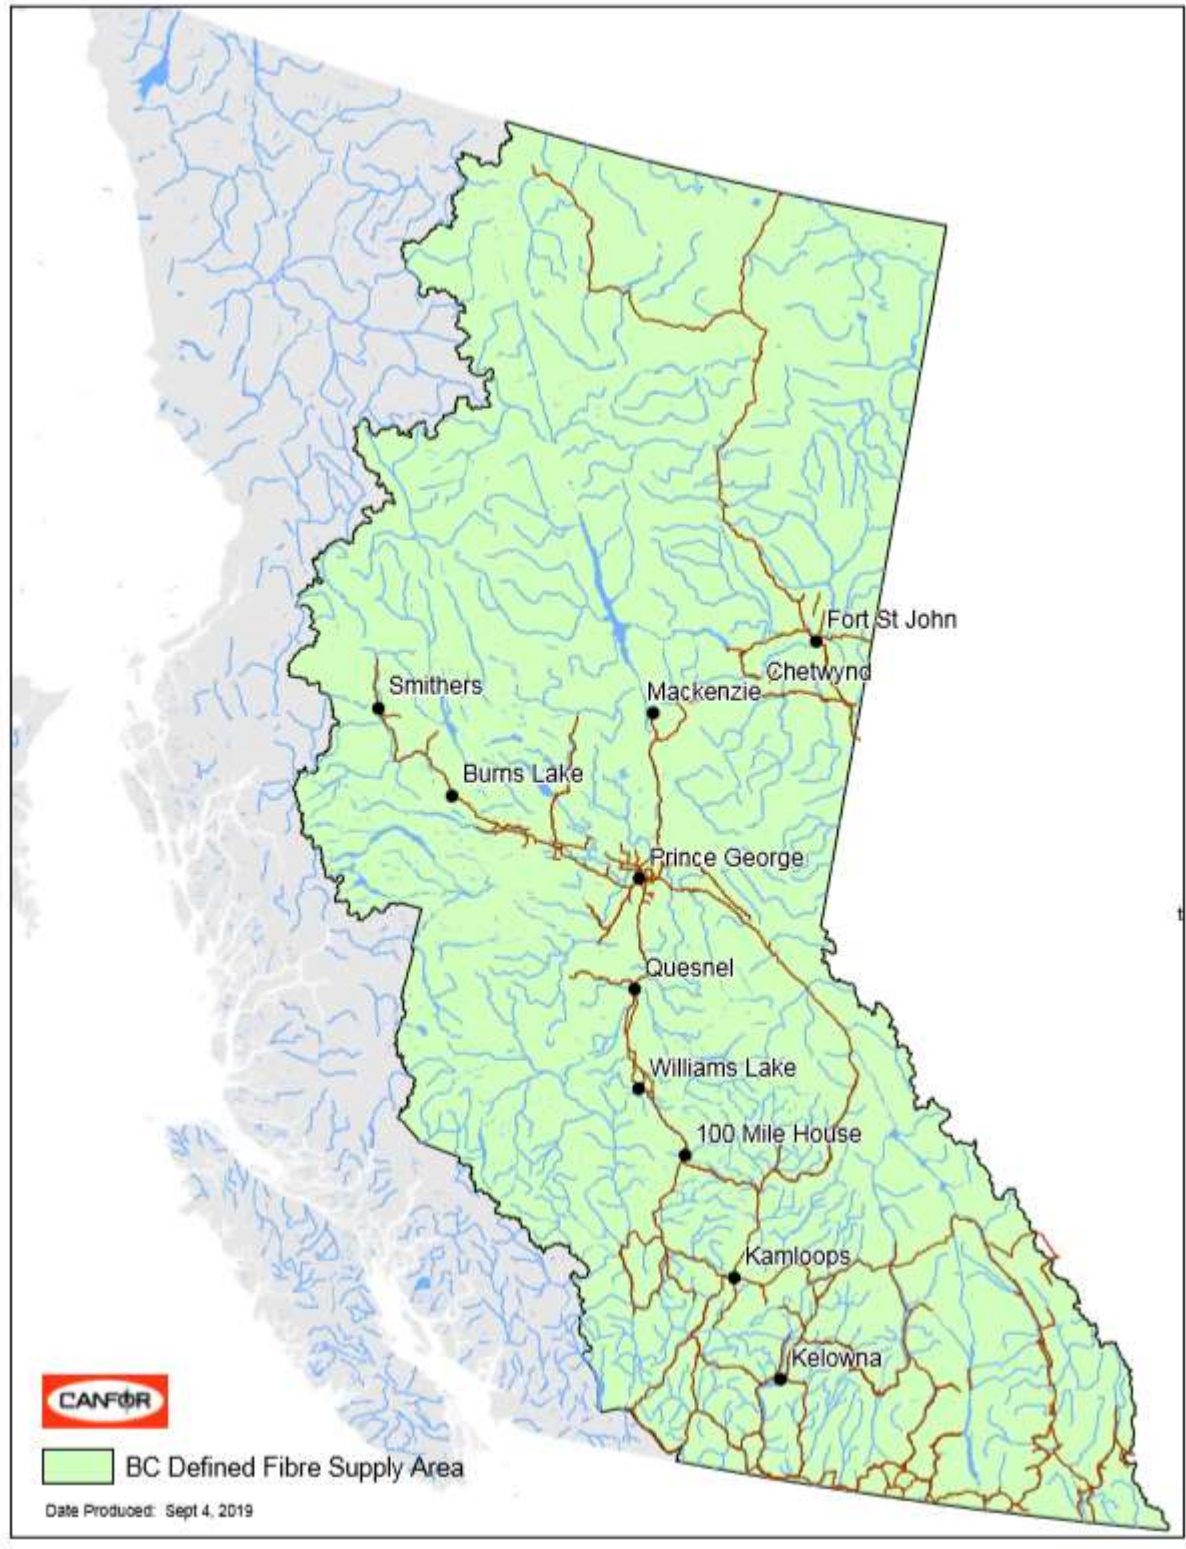 Fort St John
Chetwynd
Smithers
Mackenzie
Burns Lake
Prince George
t
Quesnel
Williams Lake
100 Mile House
Kamloops
Kelowna
CANFOR
BC Defined Fibre Supply Area
Date Produced: Sept 4, 2019